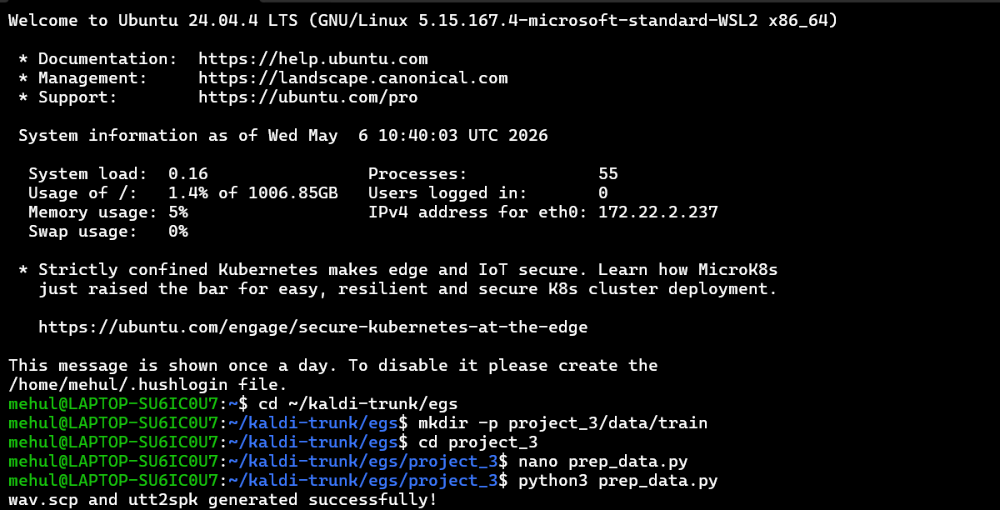 Welcome to Ubuntu 24.04.4 LTS (GNU/Linux 5.15.167.4-microsoft-standard-WSL2 x86_64)
* Documentation:  https://help.ubuntu.com
* Management:     https://landscape.canonical.com
* Support:        https://ubuntu.com/pro
System information as of Wed May  6 10:40:03 UTC 2026
System load:  0.16                Processes:             55
Usage of /:   1.4% of 1006.85GB   Users logged in:       0
Memory usage: 5%                  IPv4 address for eth0: 172.22.2.237
Swap usage:   0%
* Strictly confined Kubernetes makes edge and IoT secure. Learn how MicroK8s
just raised the bar for easy, resilient and secure K8s cluster deployment.
https://ubuntu.com/engage/secure-kubernetes-at-the-edge
This message is shown once a day. To disable it please create the
/home/mehul/.hushlogin file.
mehul@LAPTOP-SU6IC0U7:~$ cd ~/kaldi-trunk/egs
mehul@LAPTOP-SU6IC0U7:~/kaldi-trunk/egs$ mkdir -p project_3/data/train
mehul@LAPTOP-SU6IC0U7:~/kaldi-trunk/egs$ cd project_3
mehul@LAPTOP-SU6IC0U7:~/kaldi-trunk/egs/project_3$ nano prep_data.py
mehul@LAPTOP-SU6IC0U7:~/kaldi-trunk/egs/project_3$ python3 prep_data.py
wav.scp and utt2spk generated successfully!